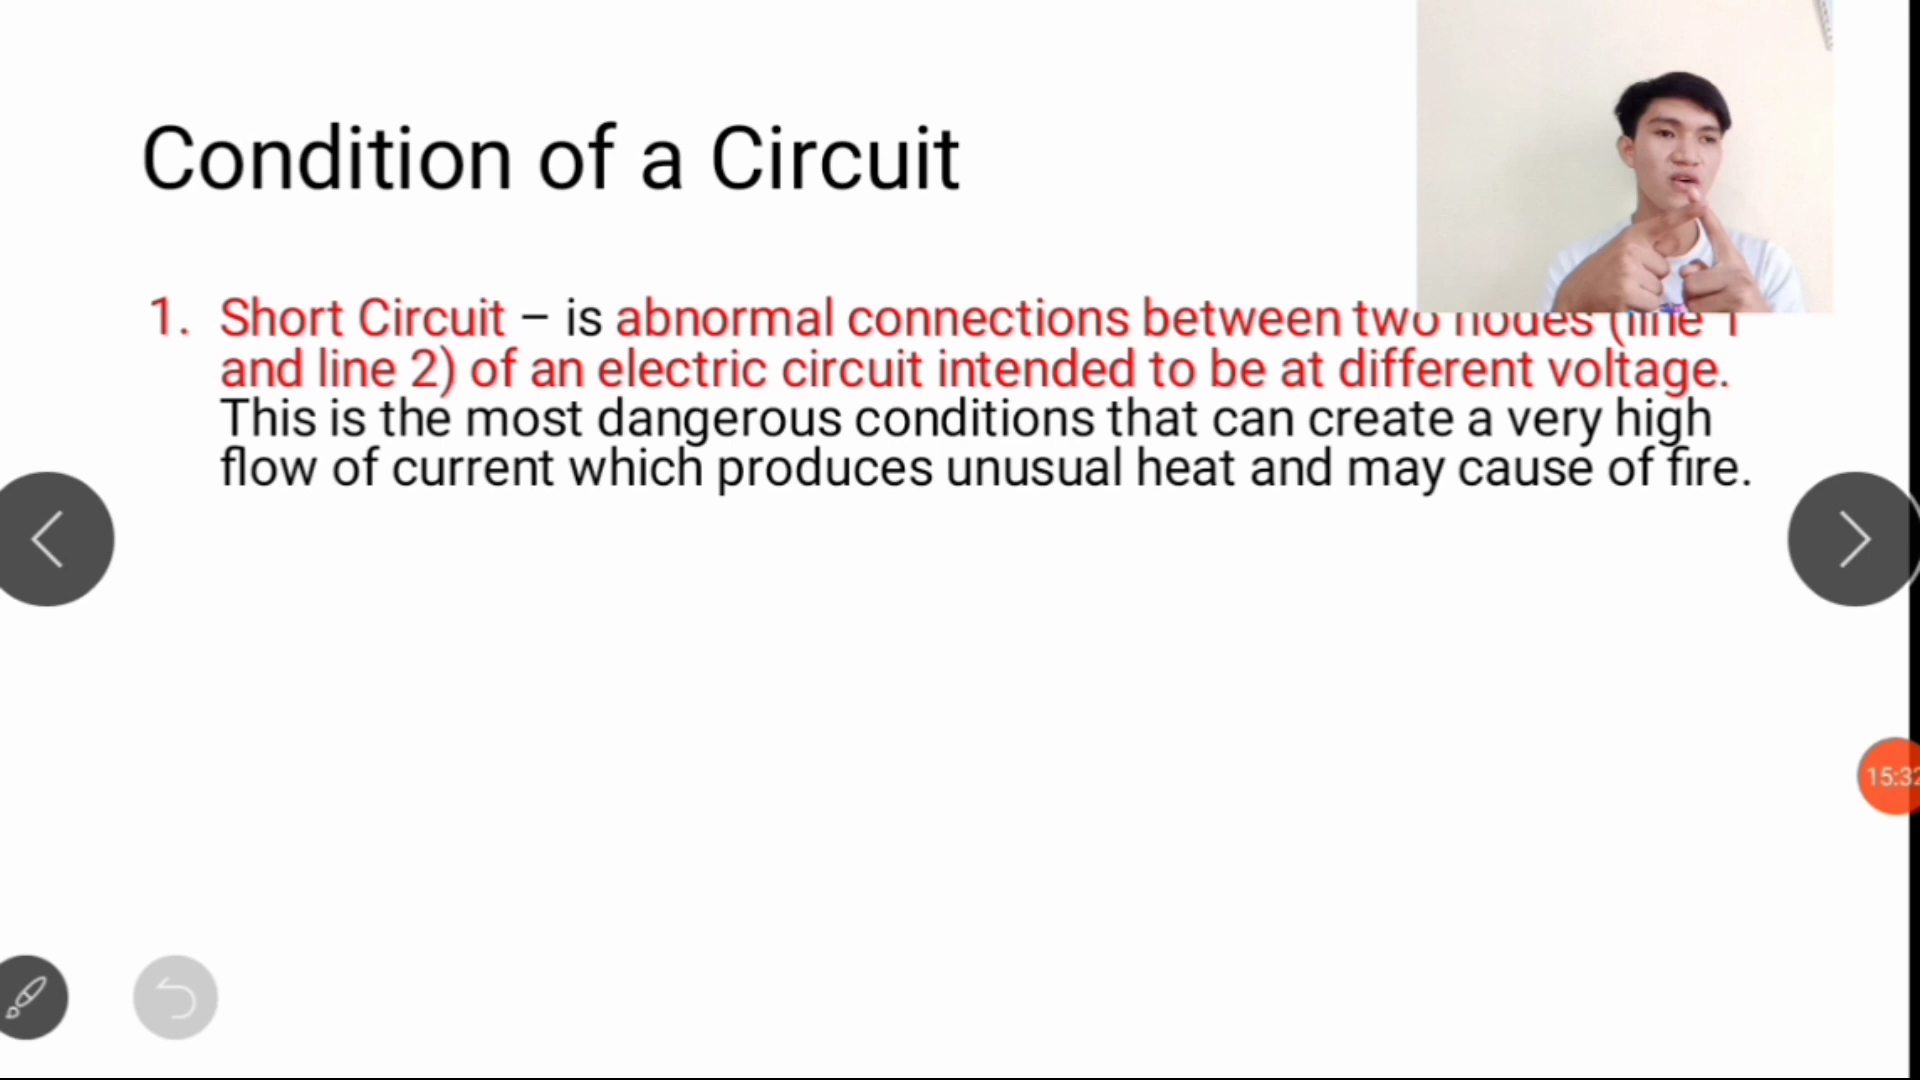 Condition of a Circuit
1. Short Circuit – is abnormal connections between two nodes (line 1
and line 2) of an electric circuit intended to be at different voltage.
This is the most dangerous conditions that can create a very high
flow of current which produces unusual heat and may cause of fire.
15:32